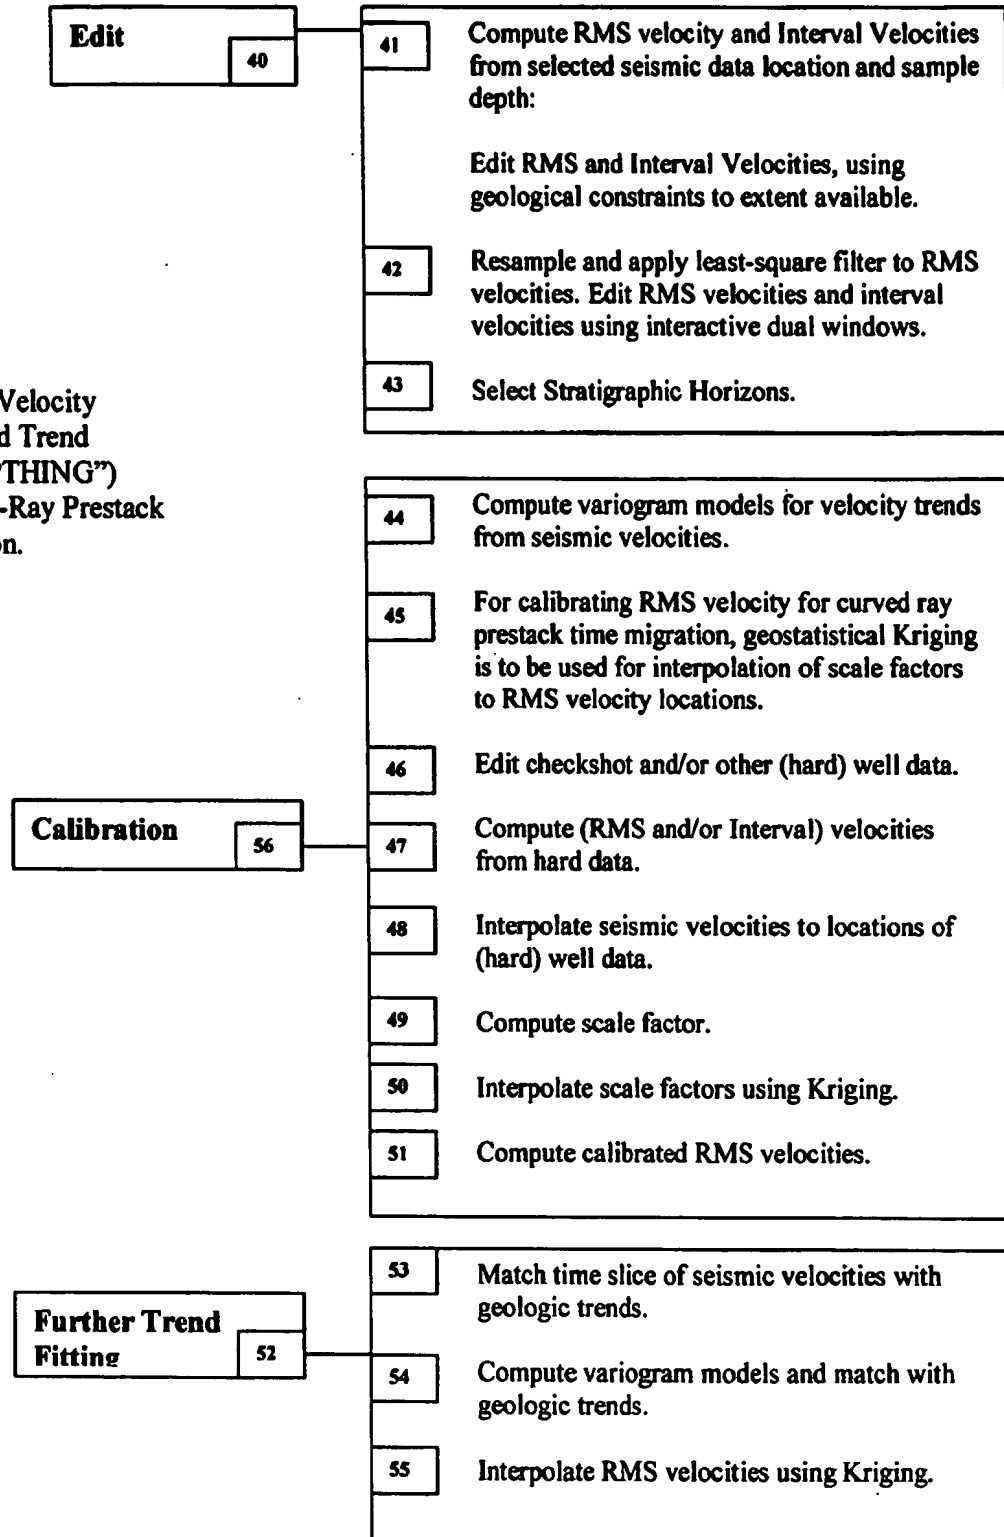 Edit
40
41
Compute RMS velocity and Interval Velocities
from selected seismic data location and sample
depth:
Edit RMS and Interval Velocities, using
geological constraints to extent available.
42
Resample and apply least-square filter to RMS
velocities. Edit RMS velocities and interval
velocities using interactive dual windows.
43
Select Stratigraphic Horizons.
Velocity
d Trend
THING”)
-Ray Prestack
on.
44
Compute variogram models for velocity trends
from seismic velocities.
45
For calibrating RMS velocity for curved ray
prestack time migration, geostatistical Kriging
is to be used for interpolation of scale factors
to RMS velocity locations.
46
Edit checkshot and/or other (hard) well data.
Calibration
56
47
Compute (RMS and/or Interval) velocities
from hard data.
48
Interpolate seismic velocities to locations of
(hard) well data.
49
Compute scale factor.
50
Interpolate scale factors using Kriging.
51
Compute calibrated RMS velocities.
53
Match time slice of seismic velocities with
geologic trends.
Further Trend
Fitting
52
54
Compute variogram models and match with
geologic trends.
55
Interpolate RMS velocities using Kriging.